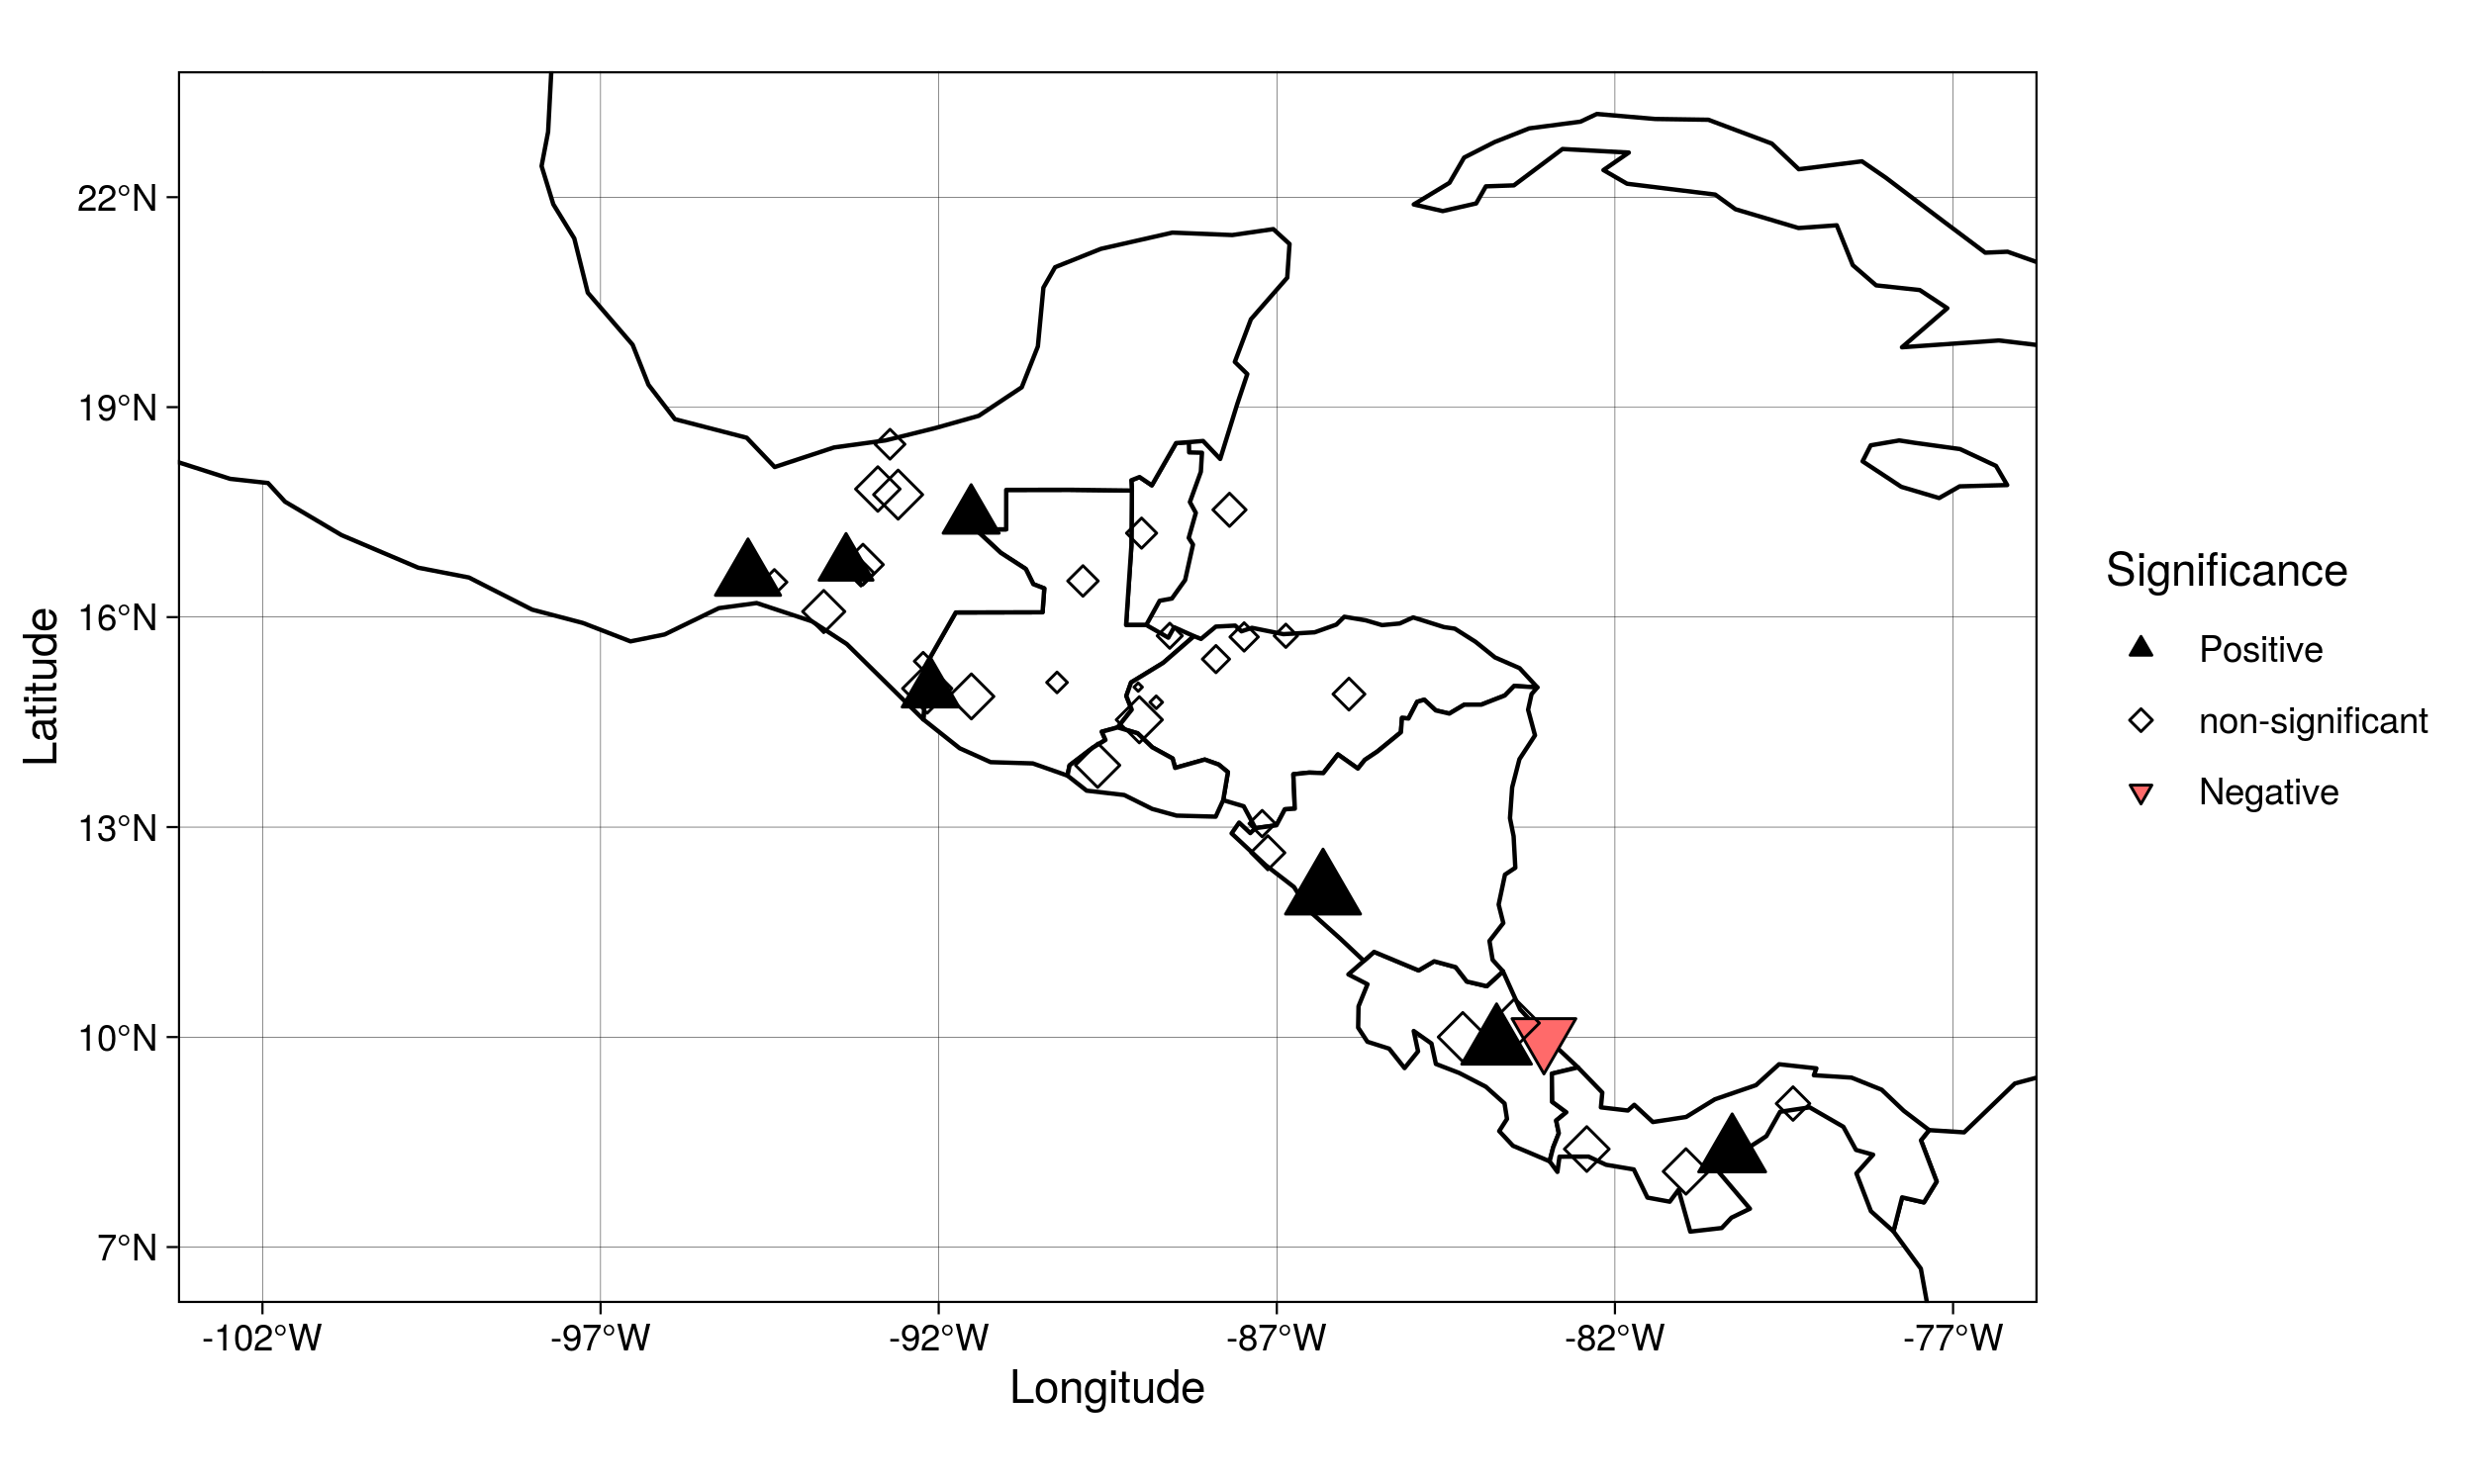 22°N
19°N
16°N
13°N
10°N
7°N
Latitude
-102°W
-97°W
-92°W
-87°W
-82°W
-77°W
Longitude
Significance
Positive
non-significant
Negative